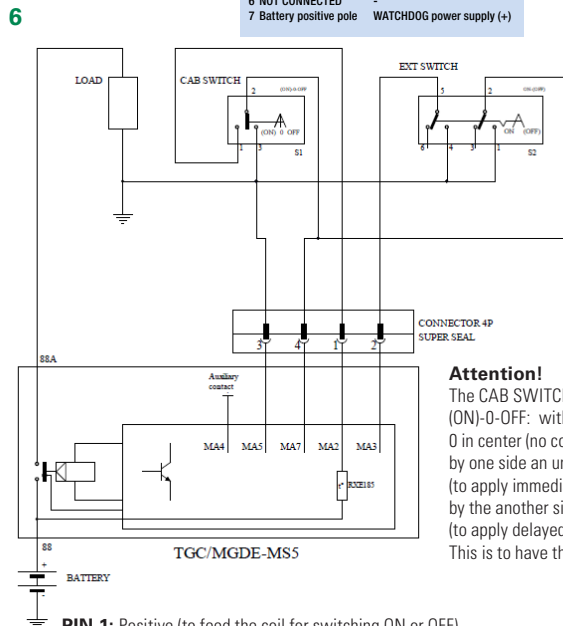 6 NOT CONNECTED -
7 Battery positive pole WATCHDOG power supply (+)
6
LOAD
CAB SWITCH
2
(ON)-0-OFF
(ON) 0 OFF
1 3
S1
EXT SWITCH
5 2
ON-(OFF)
ON (OFF)
6 4 3 1
S2
CONNECTOR 4P
SUPER SEAL
3 4 1 2
88A
Auxiliary
contact
MA4 MA5 MA7 MA2 MA3
t° RXE185
TGC/MGDE-MS5
88
+
BATTERY
-
Attention!
The CAB SWITC
(ON)-0-OFF: wit
0 in center (no co
by one side an u
(to apply immedi
by the another si
(to apply delayed
This is to have th
PIN 1: Positive (to feed the coil for switching ON or OFF)